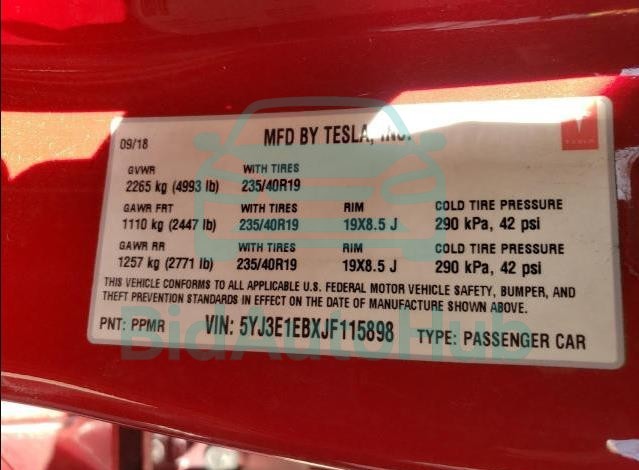 09/18 MFD BY TESLA, INC. TESLA
GVWR WITH TIRES
2265 kg (4993 lb) 235/40R19
GAWR FRT WITH TIRES RIM COLD TIRE PRESSURE
1110 kg (2447 lb) 235/40R19 19X8.5 J 290 kPa, 42 psi
GAWR RR WITH TIRES RIM COLD TIRE PRESSURE
1257 kg (2771 lb) 235/40R19 19X8.5 J 290 kPa, 42 psi
THIS VEHICLE CONFORMS TO ALL APPLICABLE U.S. FEDERAL MOTOR VEHICLE SAFETY, BUMPER, AND
THEFT PREVENTION STANDARDS IN EFFECT ON THE DATE OF MANUFACTURE SHOWN ABOVE.
PNT: PPMR VIN: 5YJ3E1EBXJF115898 TYPE: PASSENGER CAR
BidAutoHub